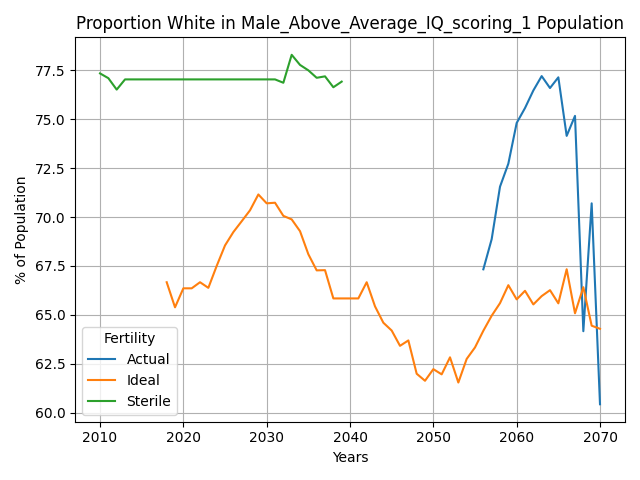 Proportion White in Male_Above_Average_IQ_scoring_1 Population
% of Population
77.5
75.0
72.5
70.0
67.5
65.0
62.5
60.0
Fertility
Actual
Ideal
Sterile
2010 2020 2030 2040 2050 2060 2070
Years